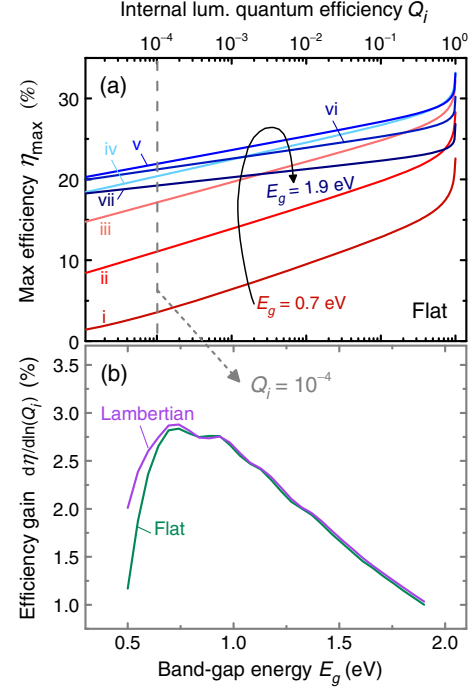 Internal lum. quantum efficiency Q_i
10^-4 10^-3 10^-2 10^-1 10^0
(a)
Max efficiency η_max (%)
30
20
10
0
iv
v
vi
vii
iii
ii
i
E_g = 1.9 eV
E_g = 0.7 eV
Flat
(b)
Q_i = 10^-4
Efficiency gain dη/dln(Q_i) (%)
3.5
3.0
2.5
2.0
1.5
1.0
Lambertian
Flat
0.5 1.0 1.5 2.0
Band-gap energy E_g (eV)